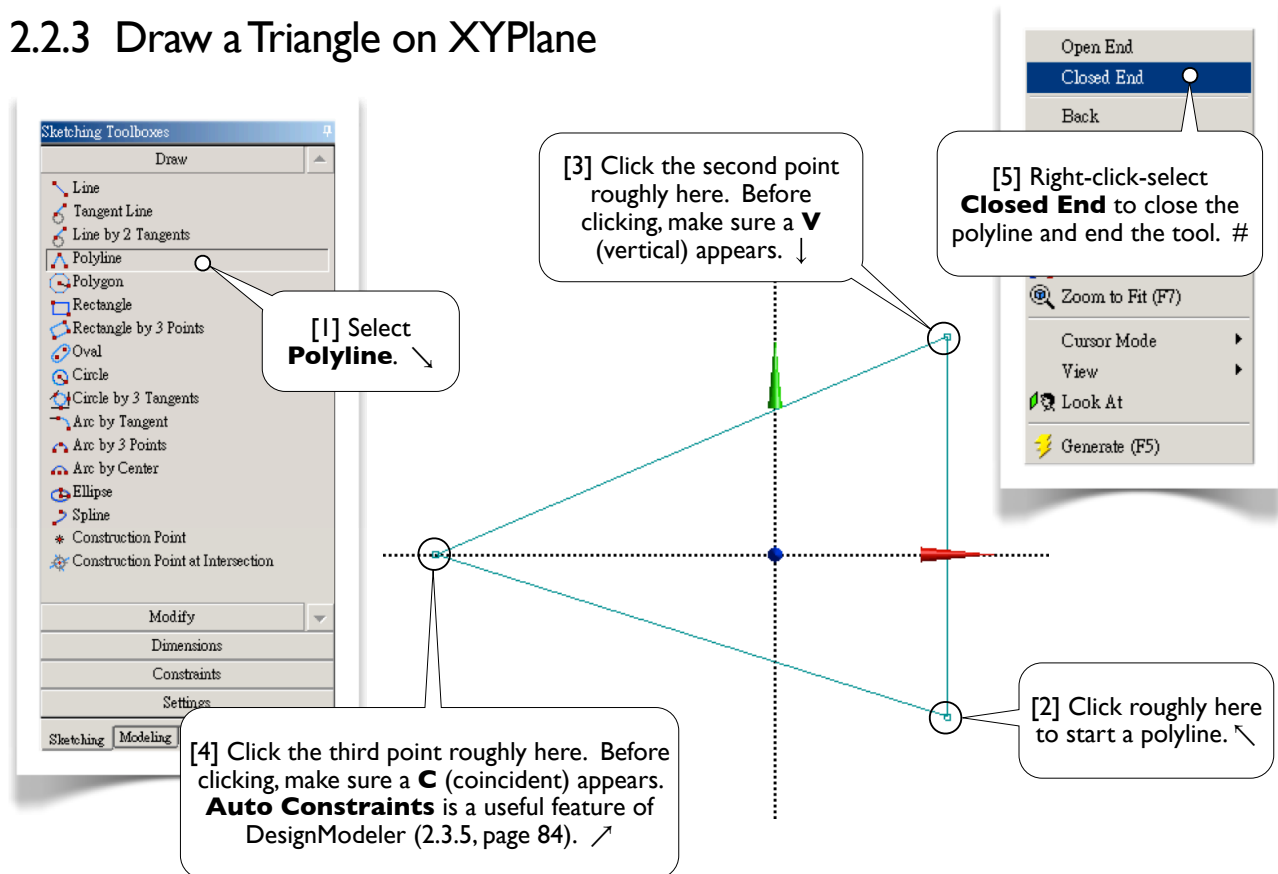 2.2.3 Draw a Triangle on XYPlane
Sketching Toolboxes
Draw
Line
Tangent Line
Line by 2 Tangents
Polyline
Polygon
Rectangle
Rectangle by 3 Points
Oval
Circle
Circle by 3 Tangents
Arc by Tangent
Arc by 3 Points
Arc by Center
Ellipse
Spline
Construction Point
Construction Point at Intersection
Modify
Dimensions
Constraints
Settings
Sketching Modeling
[1] Select
Polyline. ↘
[3] Click the second point
roughly here. Before
clicking, make sure a V
(vertical) appears. ↓
Open End
Closed End
Back
[5] Right-click-select
Closed End to close the
polyline and end the tool. #
Zoom to Fit (F7)
Cursor Mode
View
Look At
Generate (F5)
[2] Click roughly here
to start a polyline. ↖
[4] Click the third point roughly here. Before
clicking, make sure a C (coincident) appears.
Auto Constraints is a useful feature of
DesignModeler (2.3.5, page 84). ↗